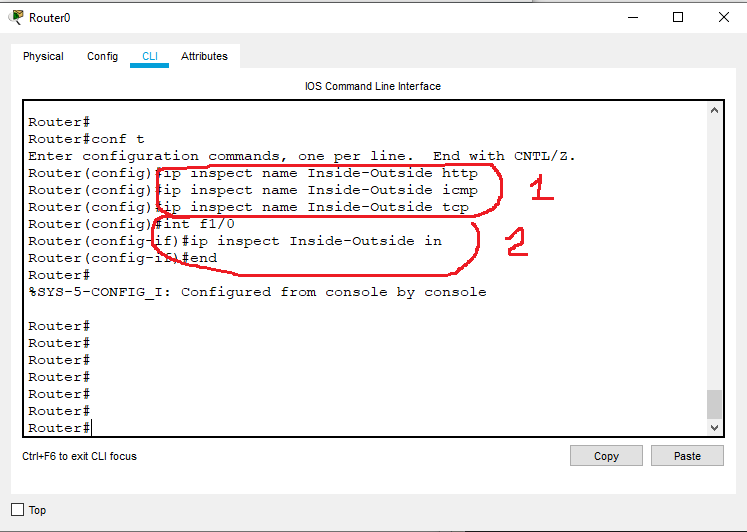 Router0
Physical Config CLI Attributes
IOS Command Line Interface
Router#
Router#conf t
Enter configuration commands, one per line.  End with CNTL/Z.
Router(config)#ip inspect name Inside-Outside http
Router(config)#ip inspect name Inside-Outside icmp
Router(config)#ip inspect name Inside-Outside tcp
1
Router(config)#int f1/0
Router(config-if)#ip inspect Inside-Outside in
Router(config-if)#end
2
Router#
%SYS-5-CONFIG_I: Configured from console by console
Router#
Router#
Router#
Router#
Router#
Router#
Router#
Ctrl+F6 to exit CLI focus
Copy Paste
Top